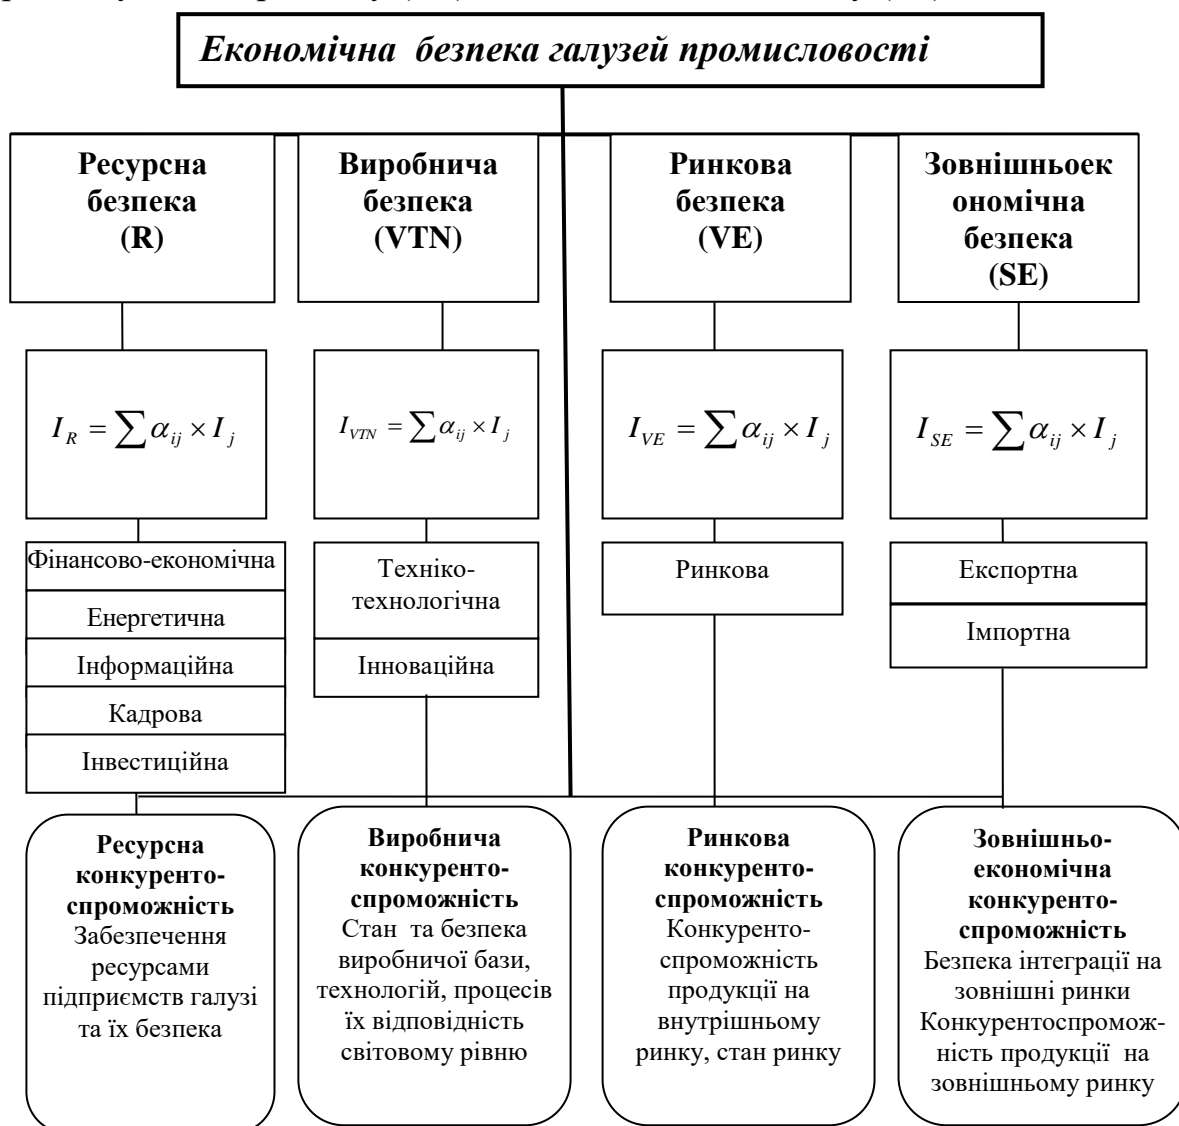 Економічна безпека галузей промисловості
Ресурсна
безпека
(R)
Виробнича
безпека
(VTN)
Ринкова
безпека
(VE)
Зовнішньоек
ономічна
безпека
(SE)
I_R = ∑ α_ij × I_j
I_VTN = ∑ α_ij × I_j
I_VE = ∑ α_ij × I_j
I_SE = ∑ α_ij × I_j
Фінансово-економічна
Енергетична
Інформаційна
Кадрова
Інвестиційна
Техніко-
технологічна
Інноваційна
Ринкова
Експортна
Імпортна
Ресурсна
конкуренто-
спроможність
Забезпечення
ресурсами
підприємств галузі
та їх безпека
Виробнича
конкуренто-
спроможність
Стан та безпека
виробничої бази,
технологій, процесів
їх відповідність
світовому рівню
Ринкова
конкуренто-
спроможність
Конкуренто-
спроможність
продукції на
внутрішньому
ринку, стан ринку
Зовнішньо-
економічна
конкуренто-
спроможність
Безпека інтеграції на
зовнішні ринки
Конкурентоспромож-
ність продукції на
зовнішньому ринку